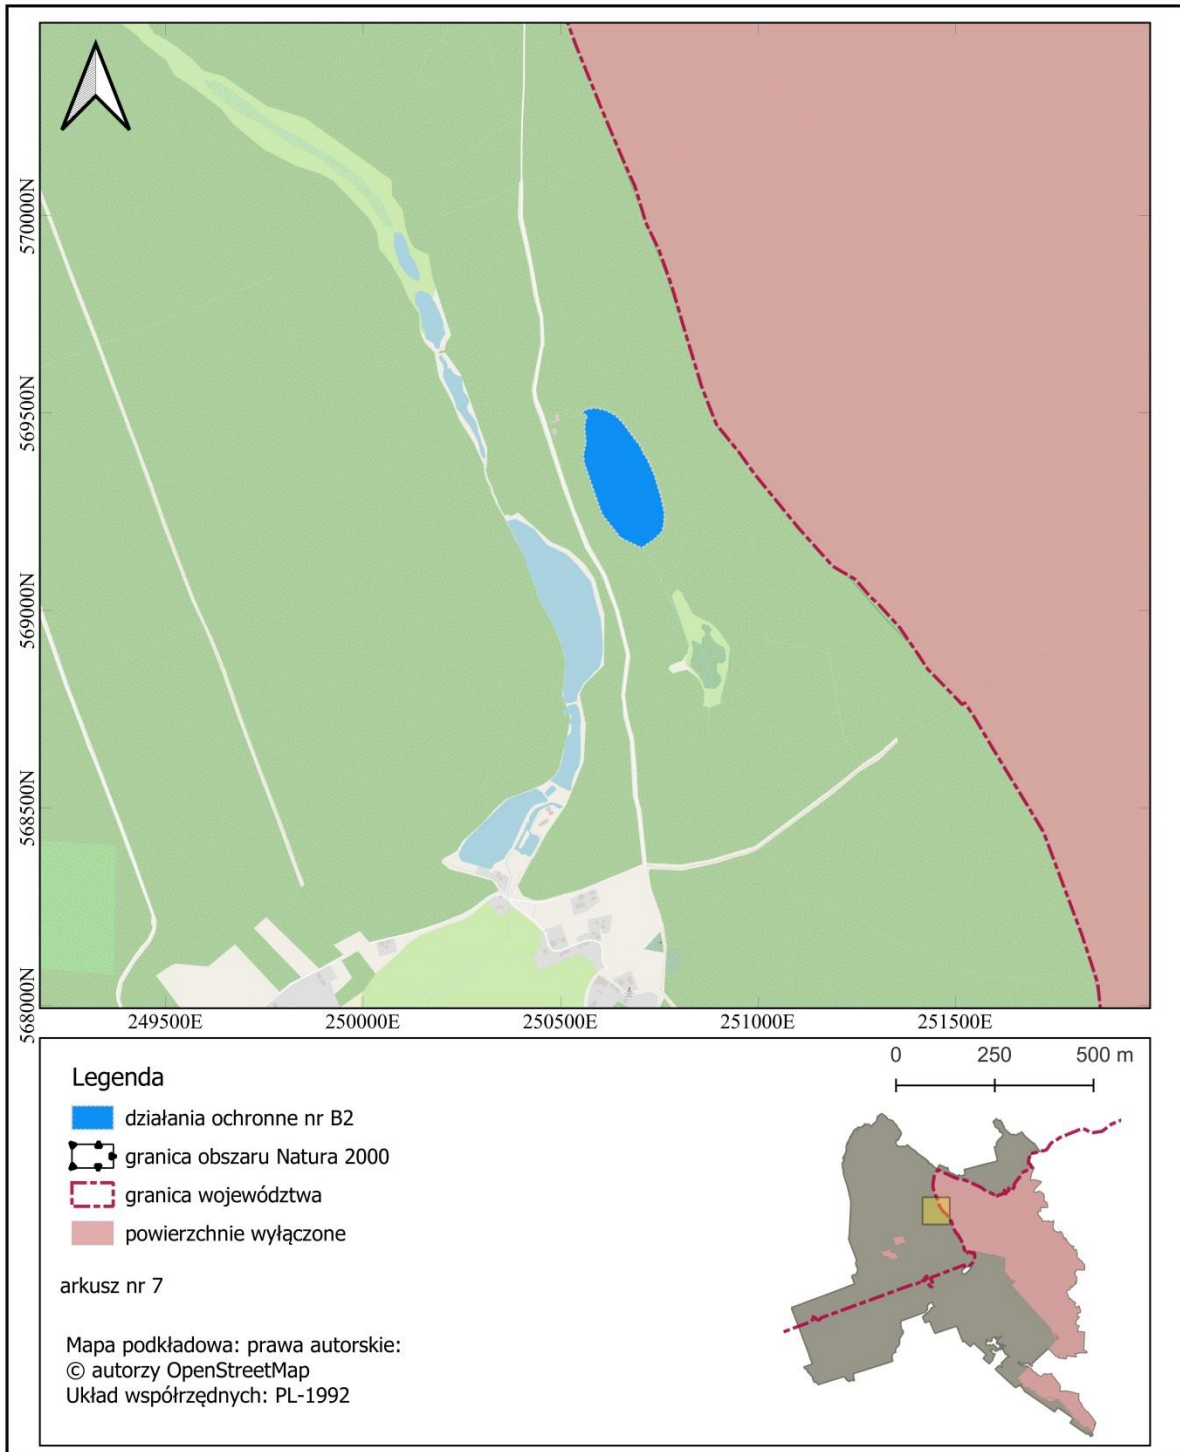 570000N
569500N
569000N
568500N
568000N
249500E
250000E
250500E
251000E
251500E
Legenda
działania ochronne nr B2
granica obszaru Natura 2000
granica województwa
powierzchnie wyłączone
arkusz nr 7
Mapa podkładowa: prawa autorskie:
© autorzy OpenStreetMap
Układ współrzędnych: PL-1992
0 250 500 m